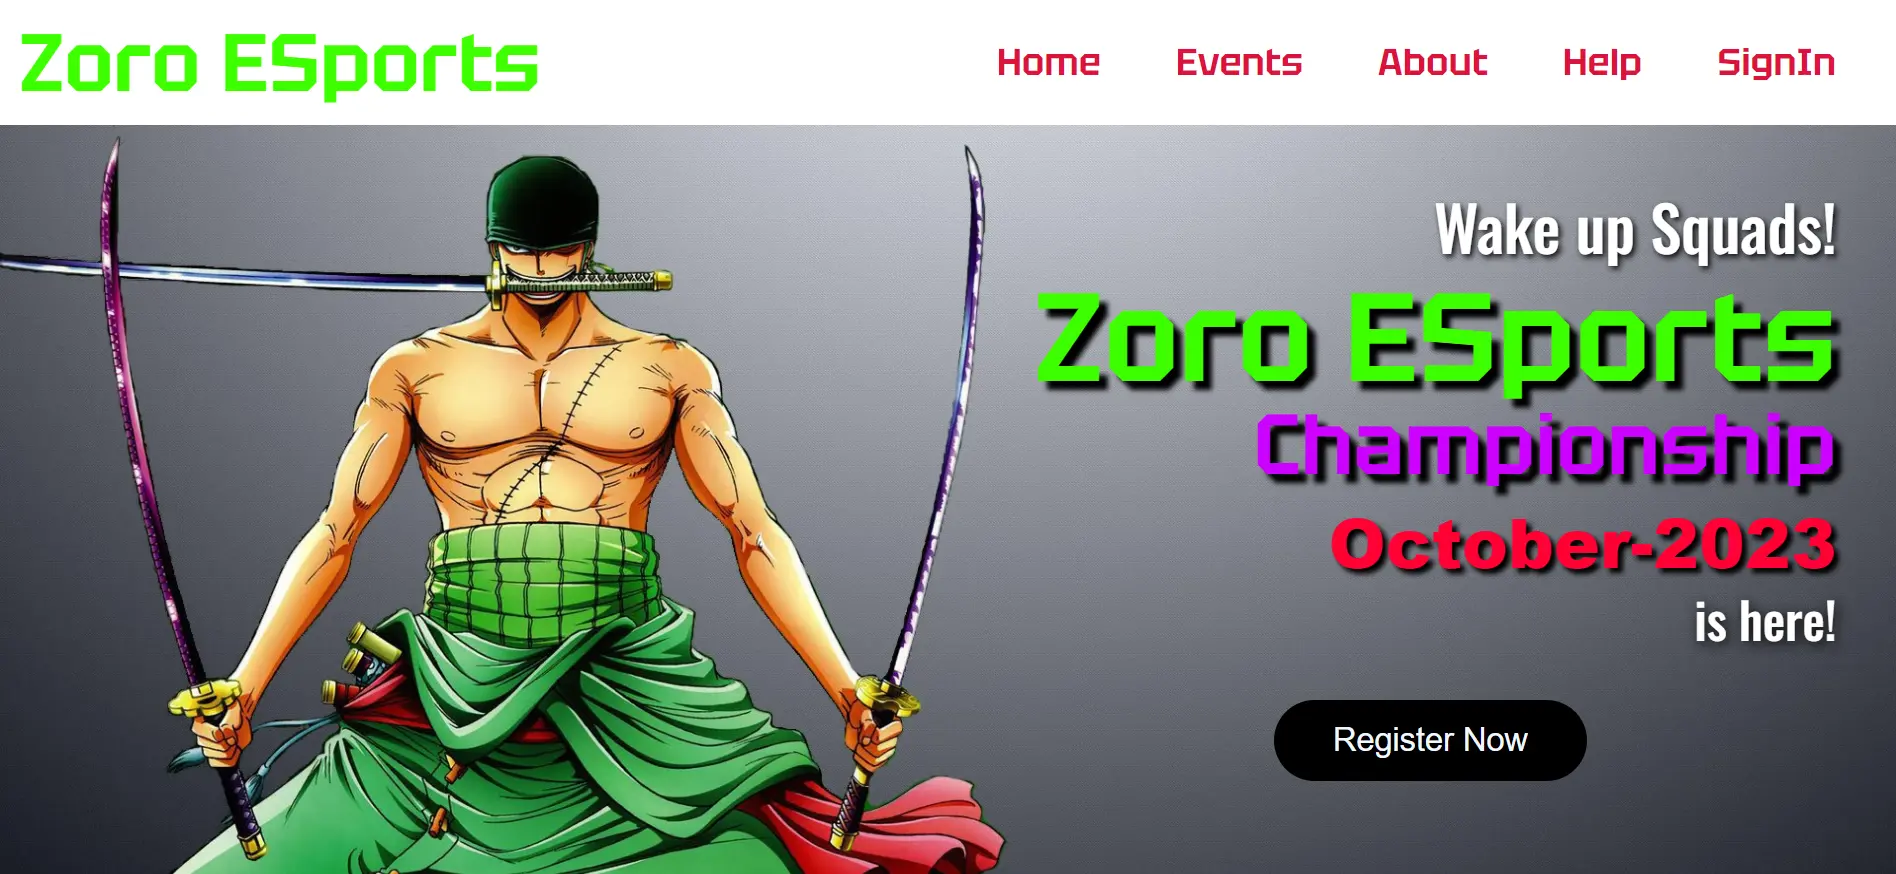 Zoro ESports
Home Events About Help SignIn
Wake up Squads!
Zoro ESports
Championship
October-2023
is here!
Register Now